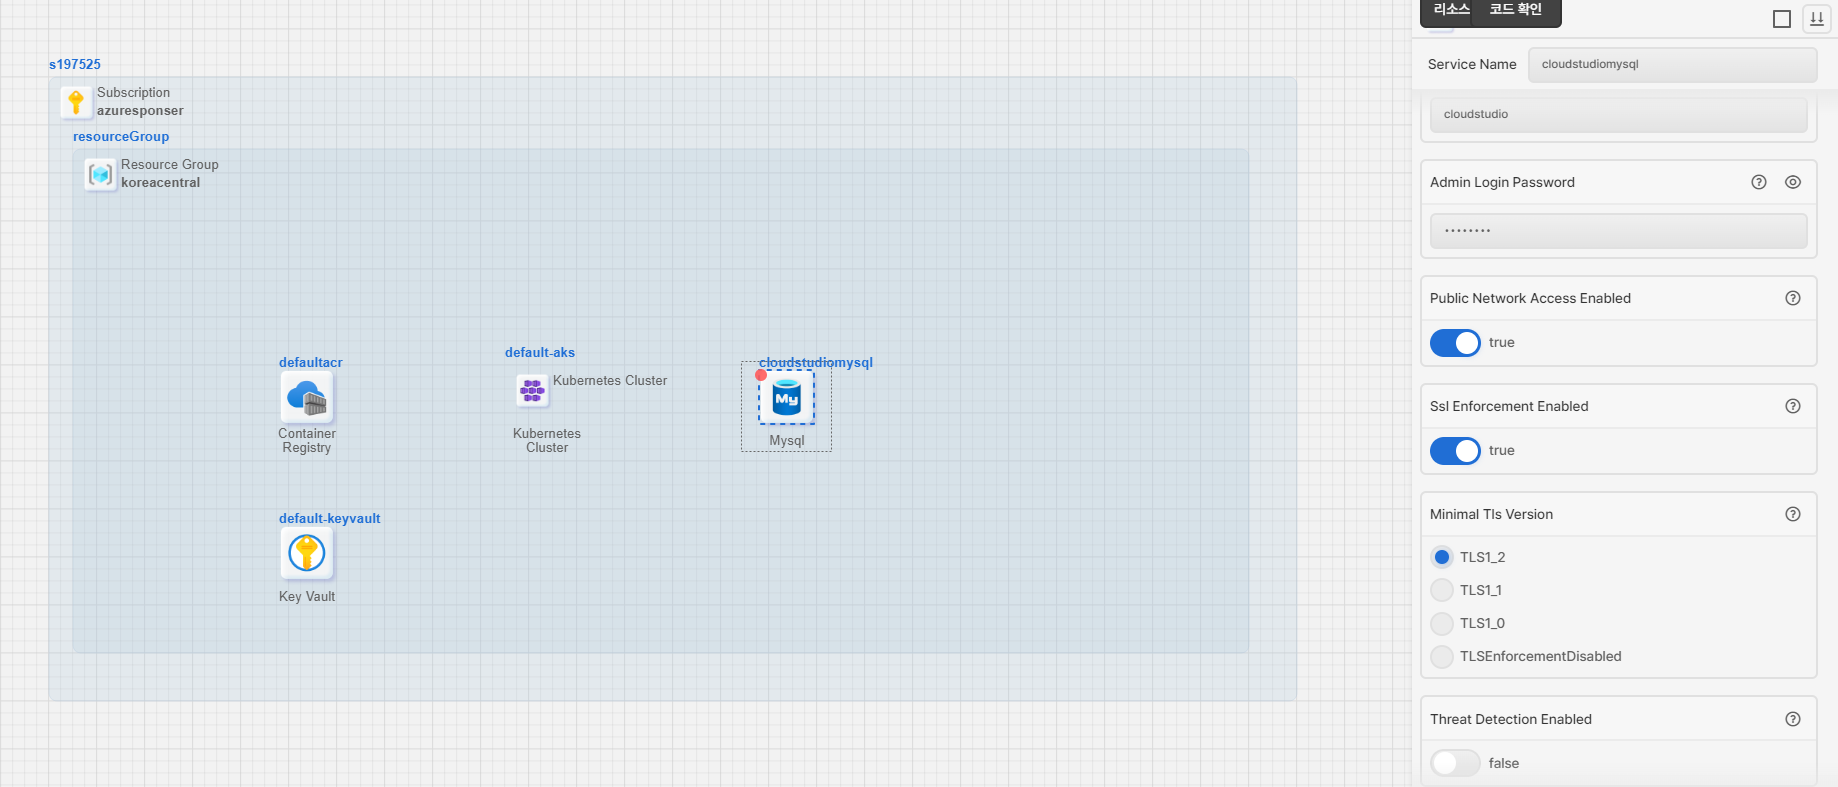 s197525
Subscription
azuresponser
resourceGroup
Resource Group
koreacentral
defaultacr
Container
Registry
default-aks
Kubernetes Cluster
Kubernetes
Cluster
cloudstudiomysql
My
Mysql
default-keyvault
Key Vault
리소스
코드 확인
Service Name
cloudstudiomysql
cloudstudio
Admin Login Password
••••••••
Public Network Access Enabled
true
Ssl Enforcement Enabled
true
Minimal Tls Version
TLS1_2
TLS1_1
TLS1_0
TLSEnforcementDisabled
Threat Detection Enabled
false